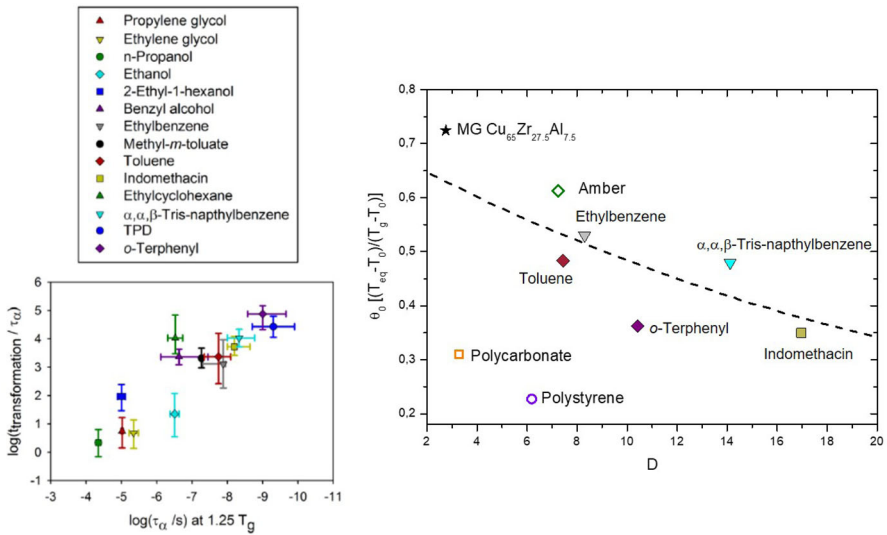 Propylene glycol
Ethylene glycol
n-Propanol
Ethanol
2-Ethyl-1-hexanol
Benzyl alcohol
Ethylbenzene
Methyl-m-toluate
Toluene
Indomethacin
Ethylcyclohexane
α,α,β-Tris-napthylbenzene
TPD
o-Terphenyl
log(ttransformation / τα)
6
5
4
3
2
1
0
-1
-3 -4 -5 -6 -7 -8 -9 -10 -11
log(τα /s) at 1.25 Tg
θ0 [(Teq-T0)/(Tg-T0)]
0,8
0,7
0,6
0,5
0,4
0,3
0,2
MG Cu65Zr27.5Al7.5
Amber
Ethylbenzene
α,α,β-Tris-napthylbenzene
Toluene
o-Terphenyl
Indomethacin
Polycarbonate
Polystyrene
2 4 6 8 10 12 14 16 18 20
D